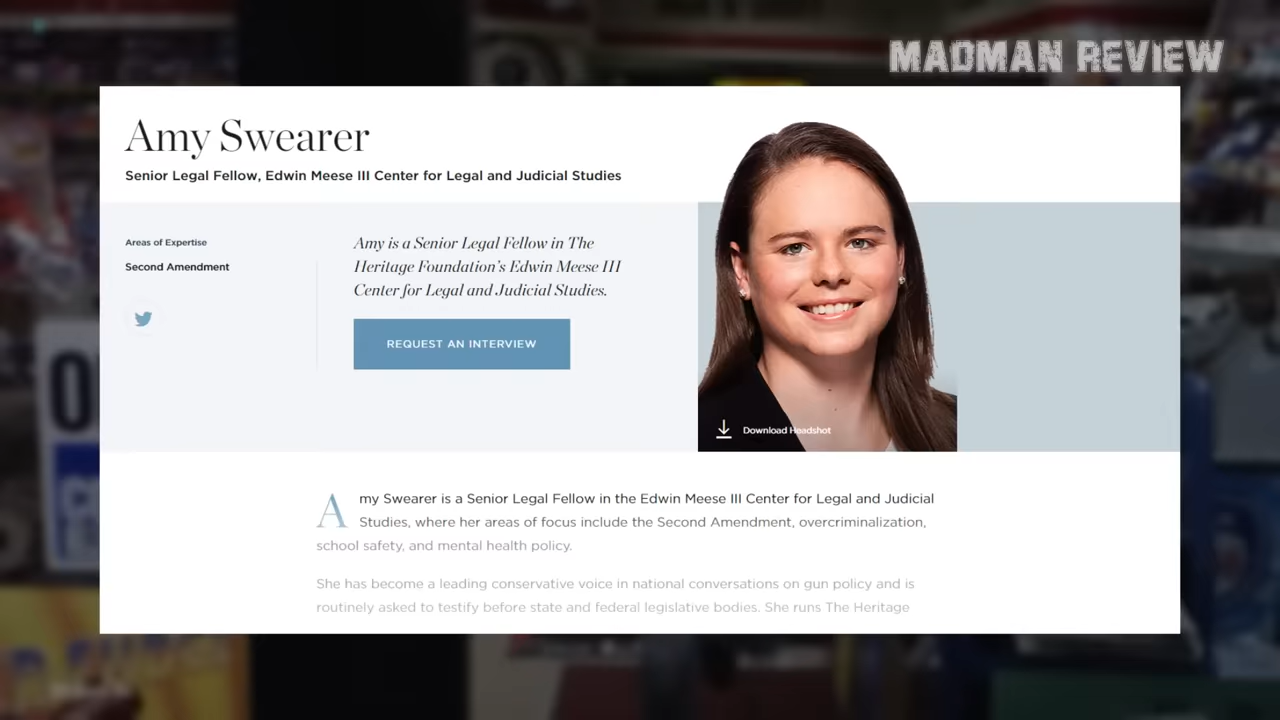 MADMAN REVIEW
Amy Swearer
Senior Legal Fellow, Edwin Meese III Center for Legal and Judicial Studies
Areas of Expertise
Second Amendment
Amy is a Senior Legal Fellow in The
Heritage Foundation's Edwin Meese III
Center for Legal and Judicial Studies.
REQUEST AN INTERVIEW
Download Headshot
Amy Swearer is a Senior Legal Fellow in the Edwin Meese III Center for Legal and Judicial
Studies, where her areas of focus include the Second Amendment, overcriminalization,
school safety, and mental health policy.
She has become a leading conservative voice in national conversations on gun policy and is
routinely asked to testify before state and federal legislative bodies. She runs The Heritage